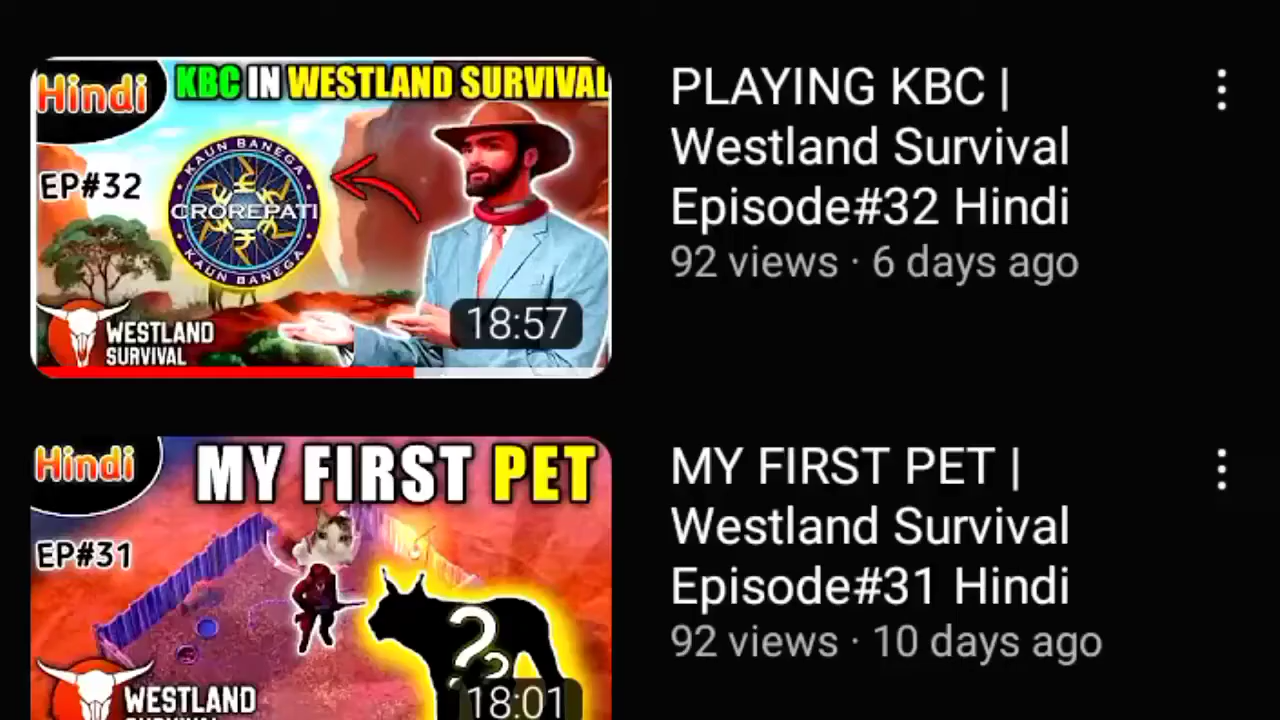 Hindi
KBC IN WESTLAND SURVIVAL
EP#32
KAUN BANEGA
CROREPATI
KAUN BANEGA
WESTLAND
SURVIVAL
18:57
PLAYING KBC |
Westland Survival
Episode#32 Hindi
92 views · 6 days ago
Hindi
MY FIRST PET
EP#31
??
WESTLAND
SURVIVAL
18:01
MY FIRST PET |
Westland Survival
Episode#31 Hindi
92 views · 10 days ago